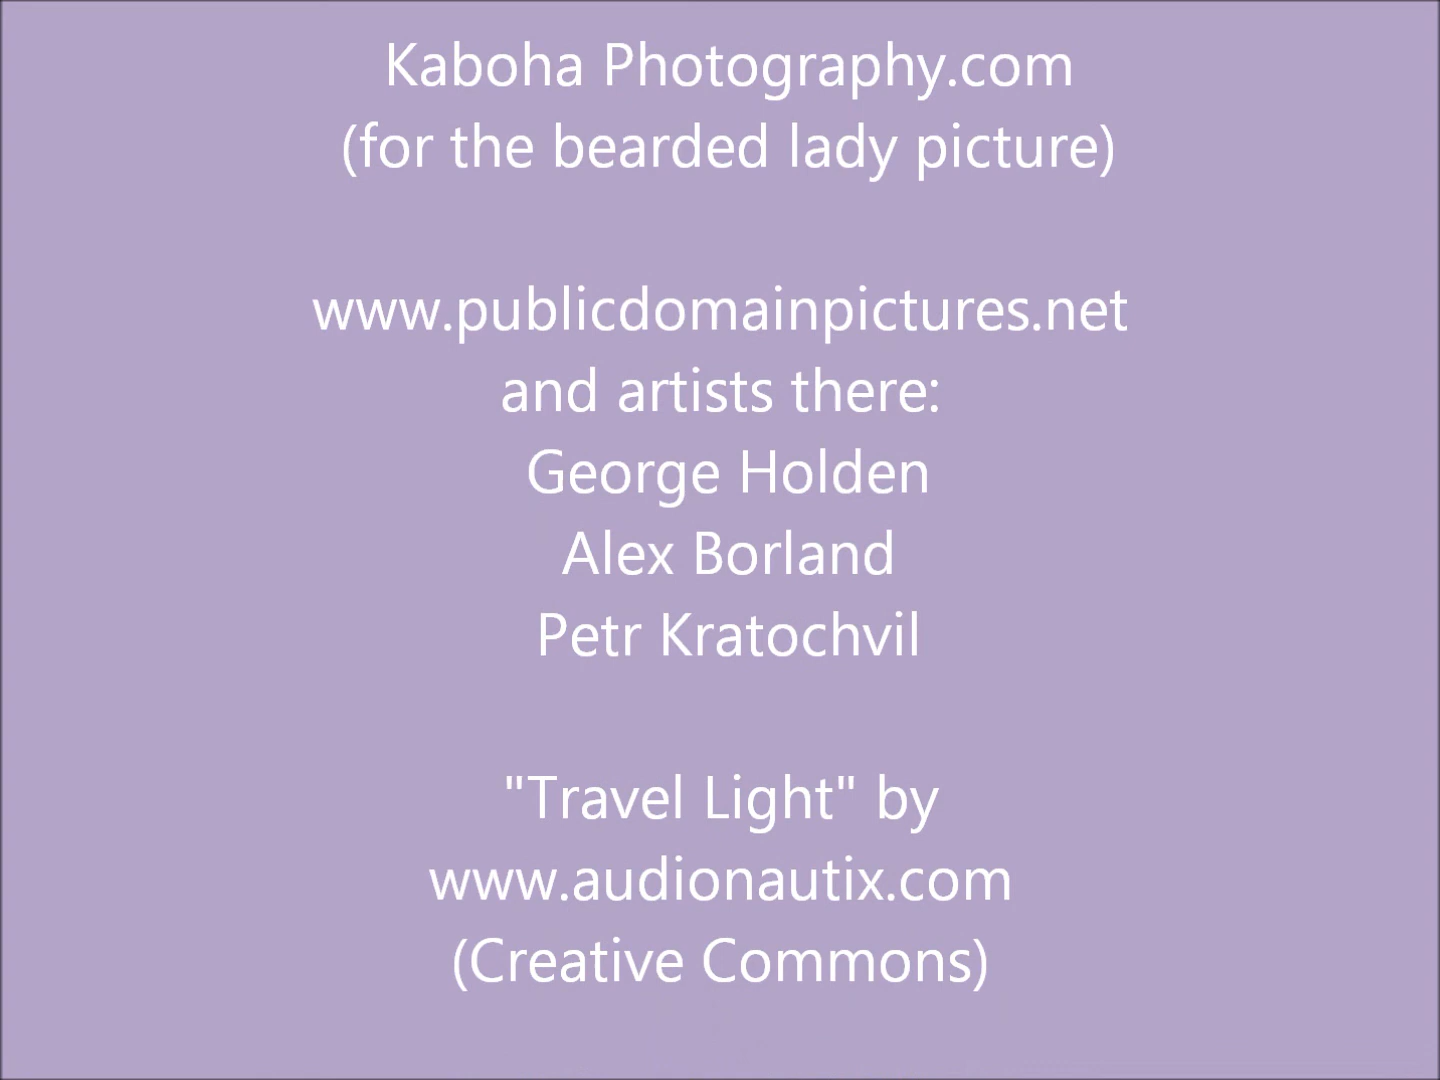 Kaboha Photography.com
(for the bearded lady picture)
www.publicdomainpictures.net
and artists there:
George Holden
Alex Borland
Petr Kratochvil
"Travel Light" by
www.audionautix.com
(Creative Commons)